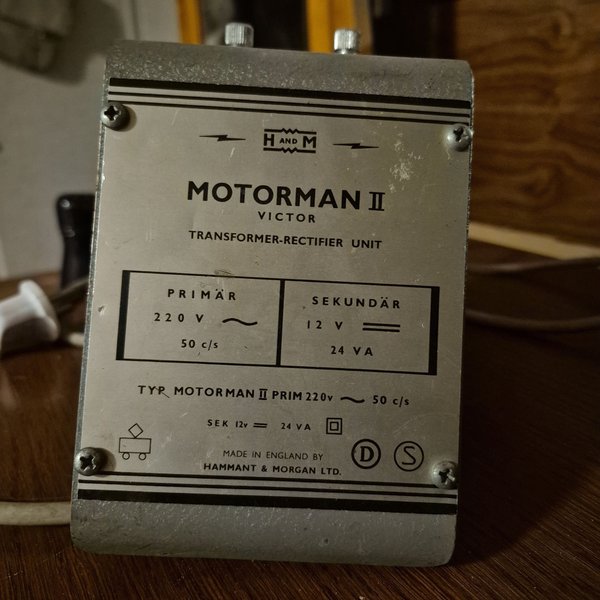 H AND M
MOTORMAN II
VICTOR
TRANSFORMER-RECTIFIER UNIT
PRIMÄR
220 V ~
50 c/s
SEKUNDÄR
12 V ⎓
24 VA
TYP MOTORMAN II PRIM 220v ~ 50 c/s
SEK 12v ⎓ 24 VA
MADE IN ENGLAND BY
HAMMANT & MORGAN LTD.
D
S